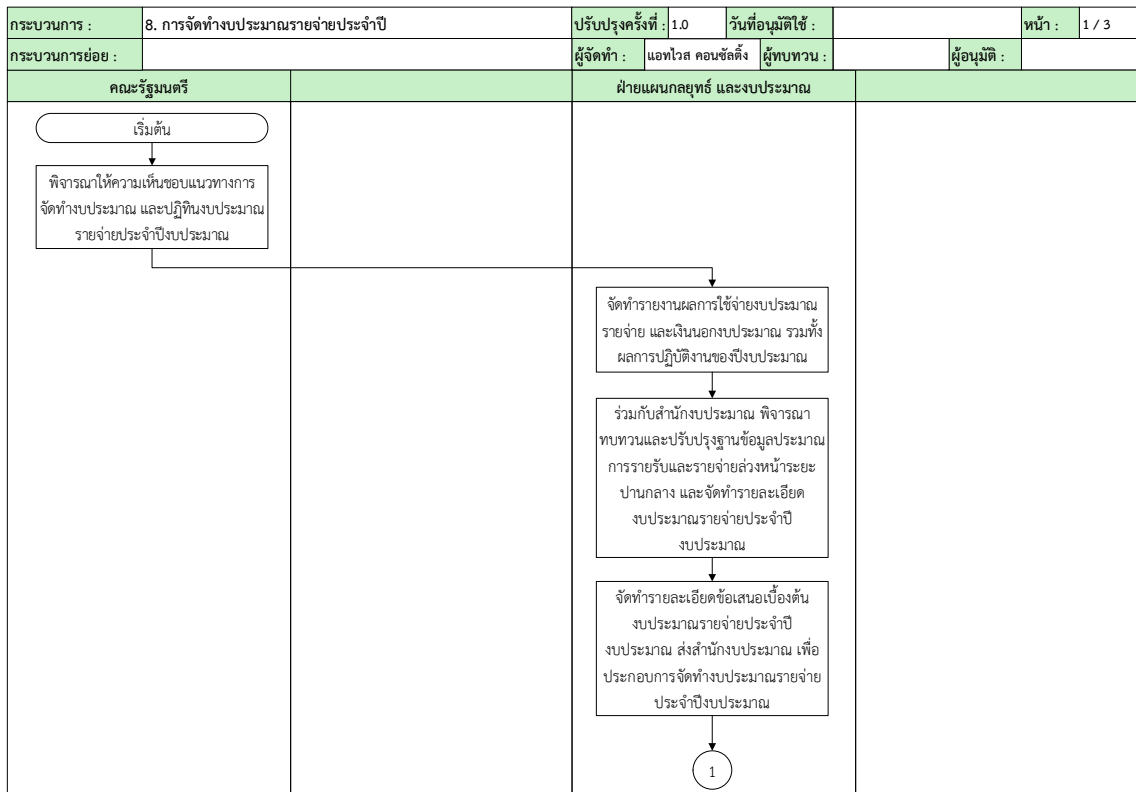 กระบวนการ : 8. การจัดทำงบประมาณรายจ่ายประจำปี ปรับปรุงครั้งที่ : 1.0 วันที่อนุมัติใช้ : หน้า : 1 / 3
กระบวนการย่อย : ผู้จัดทำ : แอทไวส คอนซัลติ้ง ผู้ทบทวน : ผู้อนุมัติ :
คณะรัฐมนตรี ฝ่ายแผนกลยุทธ์ และงบประมาณ
เริ่มต้น
พิจารณาให้ความเห็นชอบแนวทางการ
จัดทำงบประมาณ และปฏิทินงบประมาณ
รายจ่ายประจำปีงบประมาณ
จัดทำรายงานผลการใช้จ่ายงบประมาณ
รายจ่าย และเงินนอกงบประมาณ รวมทั้ง
ผลการปฏิบัติงานของปีงบประมาณ
ร่วมกับสำนักงบประมาณ พิจารณา
ทบทวนและปรับปรุงฐานข้อมูลประมาณ
การรายรับและรายจ่ายล่วงหน้าระยะ
ปานกลาง และจัดทำรายละเอียด
งบประมาณรายจ่ายประจำปี
งบประมาณ
จัดทำรายละเอียดข้อเสนอเบื้องต้น
งบประมาณรายจ่ายประจำปี
งบประมาณ ส่งสำนักงบประมาณ เพื่อ
ประกอบการจัดทำงบประมาณรายจ่าย
ประจำปีงบประมาณ
1